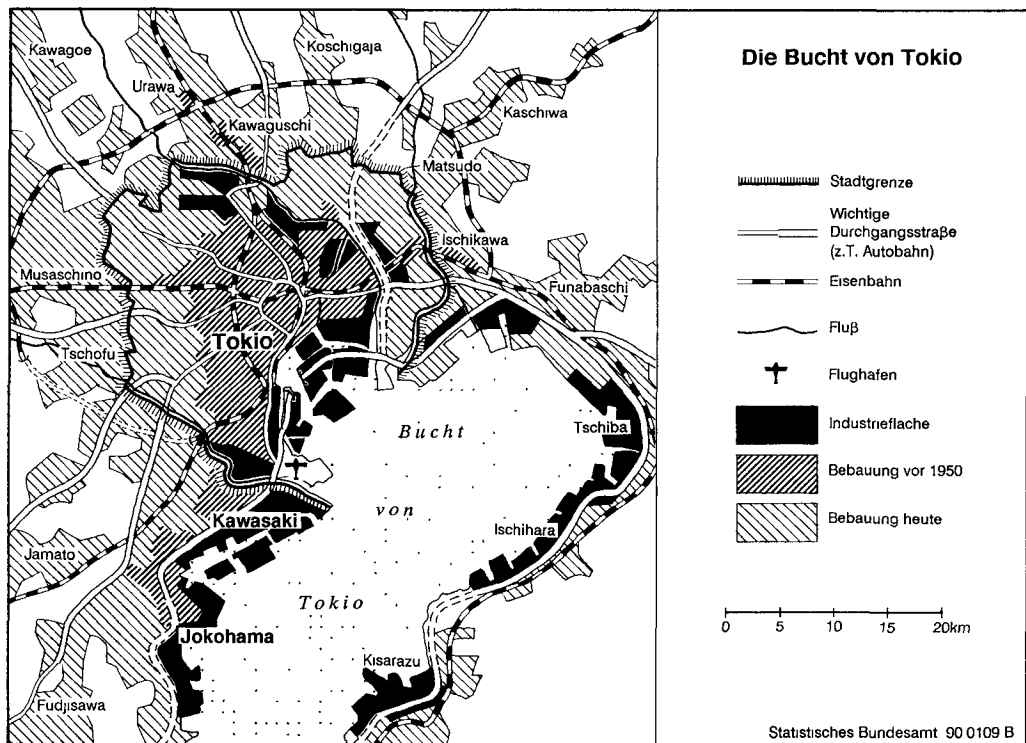 Kawagoe
Koschigaja
Urawa
Kaschiwa
Kawaguschi
Matsudo
Ischikawa
Musaschino
Funabaschi
Tokio
Tschofu
Bucht
Tschiba
von
Kawasaki
Ischihara
Jamato
Tokio
Jokohama
Kisarazu
Fudjisawa
Die Bucht von Tokio
Stadtgrenze
Wichtige
Durchgangsstraße
(z.T. Autobahn)
Eisenbahn
Fluß
Flughafen
Industriefläche
Bebauung vor 1950
Bebauung heute
0 5 10 15 20km
Statistisches Bundesamt 90 0109 B